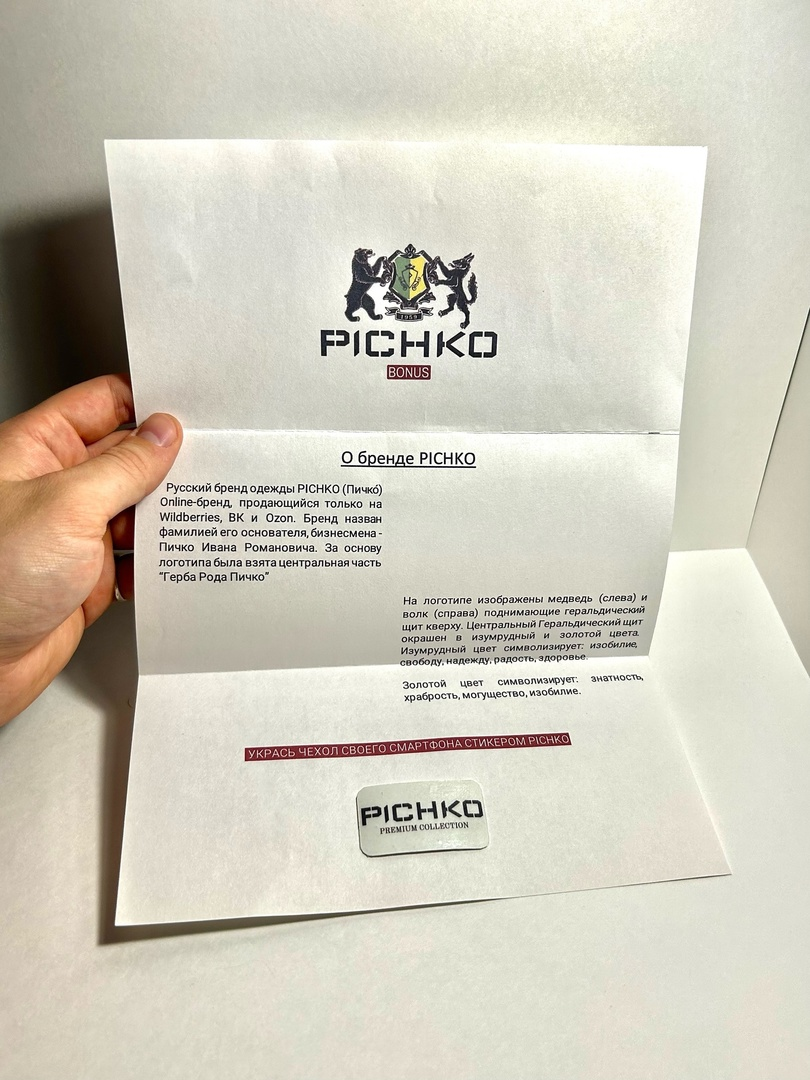 1959
PICHKO
BONUS
О бренде PICHKO
Русский бренд одежды PICHKO (Пичко́)
Online-бренд, продающийся только на
Wildberries, ВК и Ozon. Бренд назван
фамилией его основателя, бизнесмена -
Пичко Ивана Романовича. За основу
логотипа была взята центральная часть
“Герба Рода Пичко”
На логотипе изображены медведь (слева) и
волк (справа) поднимающие геральдический
щит кверху. Центральный Геральдический щит
окрашен в изумрудный и золотой цвета.
Изумрудный цвет символизирует: изобилие,
свободу, надежду, радость, здоровье.
Золотой цвет символизирует: знатность,
храбрость, могущество, изобилие.
УКРАСЬ ЧЕХОЛ СВОЕГО СМАРТФОНА СТИКЕРОМ PICHKO
PICHKO
PREMIUM COLLECTION